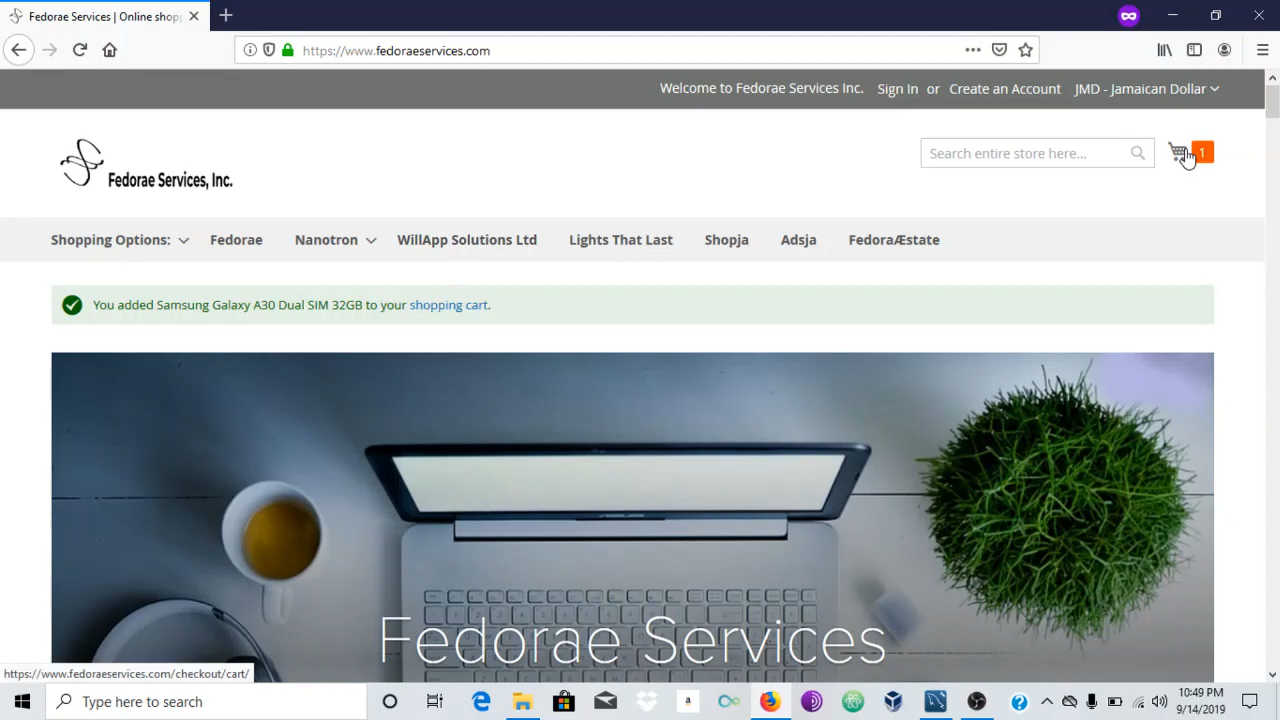 Fedorae Services | Online shop
https://www.fedoraeservices.com
Welcome to Fedorae Services Inc. Sign In or Create an Account JMD - Jamaican Dollar
Fedorae Services, Inc.
Search entire store here...
1
Shopping Options: Fedorae Nanotron WillApp Solutions Ltd Lights That Last Shopja Adsja FedoraÆstate
You added Samsung Galaxy A30 Dual SIM 32GB to your shopping cart.
Fedorae Services
https://www.fedoraeservices.com/checkout/cart/
Type here to search
a
10:49 PM
9/14/2019